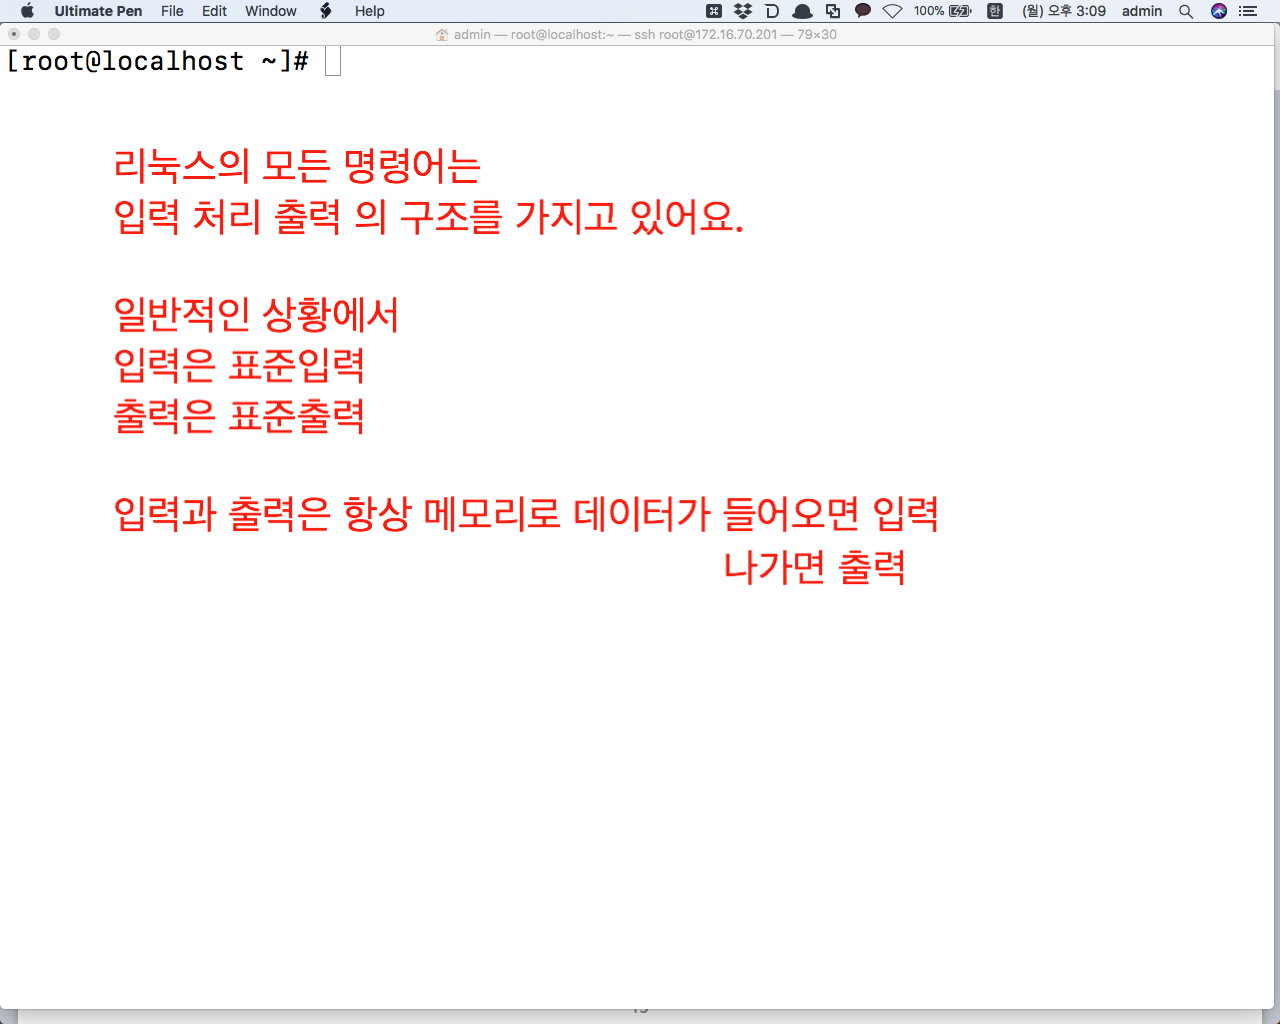 Ultimate Pen File Edit Window Help 100% 한 (월) 오후 3:09 admin
admin — root@localhost:~ — ssh root@172.16.70.201 — 79×30
[root@localhost ~]#
리눅스의 모든 명령어는
입력 처리 출력 의 구조를 가지고 있어요.
일반적인 상황에서
입력은 표준입력
출력은 표준출력
입력과 출력은 항상 메모리로 데이터가 들어오면 입력
나가면 출력